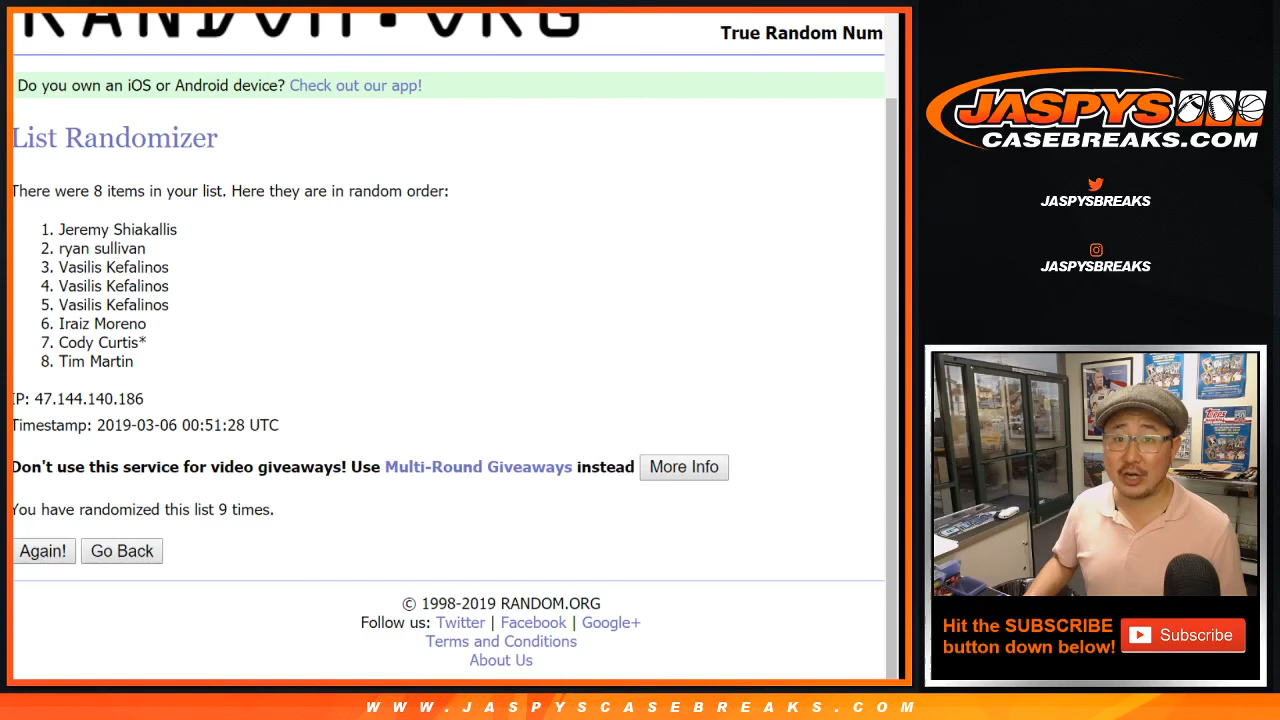 RANDOM.ORG
True Random Num
Do you own an iOS or Android device? Check out our app!
List Randomizer
There were 8 items in your list. Here they are in random order:
1. Jeremy Shiakallis
2. ryan sullivan
3. Vasilis Kefalinos
4. Vasilis Kefalinos
5. Vasilis Kefalinos
6. Iraiz Moreno
7. Cody Curtis*
8. Tim Martin
IP: 47.144.140.186
Timestamp: 2019-03-06 00:51:28 UTC
Don't use this service for video giveaways! Use Multi-Round Giveaways instead More Info
You have randomized this list 9 times.
Again! Go Back
© 1998-2019 RANDOM.ORG
Follow us: Twitter | Facebook | Google+
Terms and Conditions
About Us
JASPYS
CASEBREAKS.COM
JASPYSBREAKS
JASPYSBREAKS
Topps
Hit the SUBSCRIBE
button down below!
Subscribe
WWW.JASPYSCASEBREAKS.COM